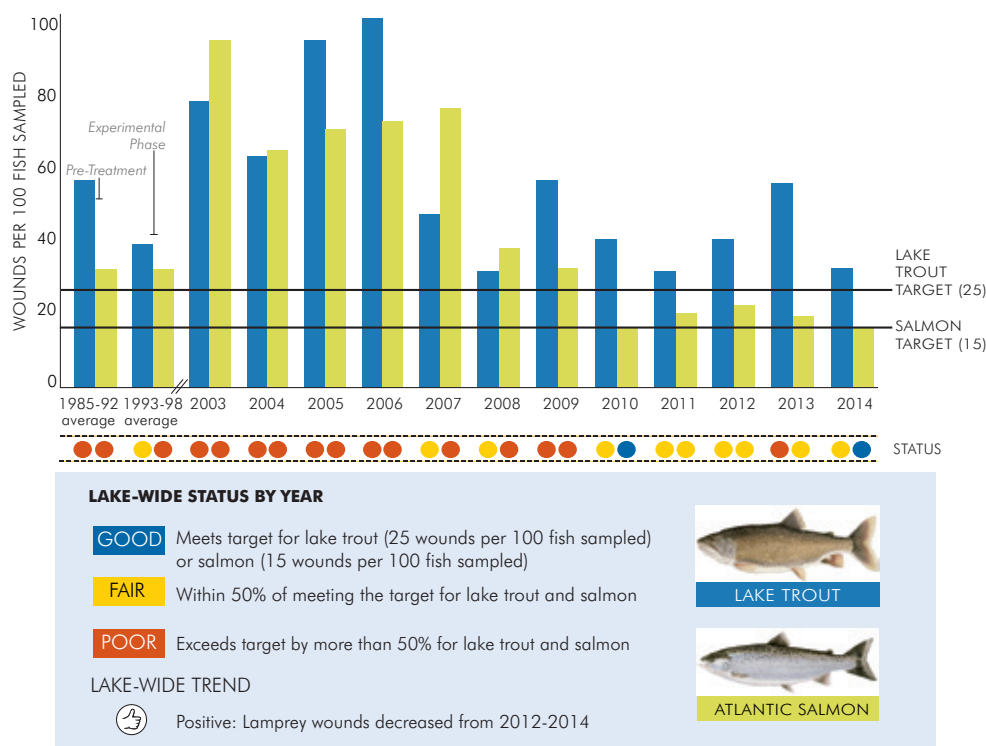 WOUNDS PER 100 FISH SAMPLED
100
80
60
40
20
0
Experimental
Phase
Pre-Treatment
LAKE
TROUT
TARGET (25)
SALMON
TARGET (15)
1985-92
average
1993-98
average
2003
2004
2005
2006
2007
2008
2009
2010
2011
2012
2013
2014
STATUS
LAKE-WIDE STATUS BY YEAR
GOOD Meets target for lake trout (25 wounds per 100 fish sampled)
or salmon (15 wounds per 100 fish sampled)
FAIR Within 50% of meeting the target for lake trout and salmon
POOR Exceeds target by more than 50% for lake trout and salmon
LAKE-WIDE TREND
Positive: Lamprey wounds decreased from 2012-2014
LAKE TROUT
ATLANTIC SALMON